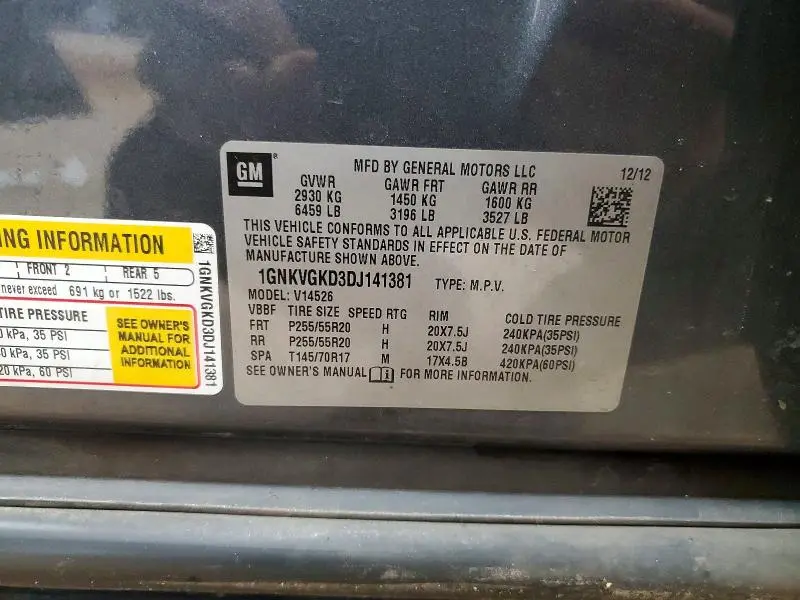 GM
MFD BY GENERAL MOTORS LLC
12/12
GVWR GAWR FRT GAWR RR
2930 KG 1450 KG 1600 KG
6459 LB 3196 LB 3527 LB
THIS VEHICLE CONFORMS TO ALL APPLICABLE U.S. FEDERAL MOTOR
VEHICLE SAFETY STANDARDS IN EFFECT ON THE DATE OF
MANUFACTURE SHOWN ABOVE.
1GNKVGKD3DJ141381 TYPE: M.P.V.
MODEL: V14526
VBBF TIRE SIZE SPEED RTG RIM COLD TIRE PRESSURE
FRT P255/55R20 H 20X7.5J 240KPA(35PSI)
RR P255/55R20 H 20X7.5J 240KPA(35PSI)
SPA T145/70R17 M 17X4.5B 420KPA(60PSI)
SEE OWNER'S MANUAL FOR MORE INFORMATION.
NG INFORMATION
FRONT 2 REAR 5
never exceed 691 kg or 1522 lbs.
TIRE PRESSURE
0 kPa, 35 PSI
0 kPa, 35 PSI
20 kPa, 60 PSI
SEE OWNER'S
MANUAL FOR
ADDITIONAL
INFORMATION
1GNKVGKD3DJ141381